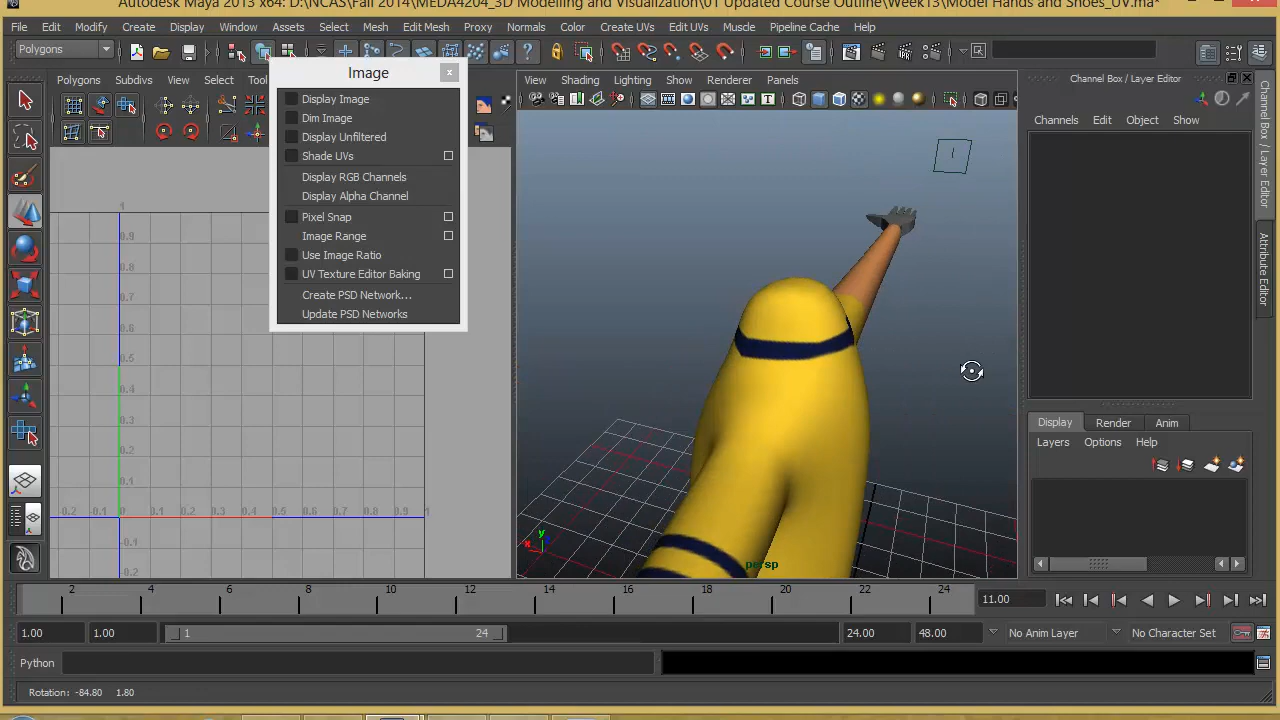 Autodesk Maya 2013 x64: D:\NCAS\Fall 2014\MEDA4204_3D Modelling and Visualization\01 Updated Course Outline\Week13\Model Hands and Shoes_UV.ma*
File Edit Modify Create Display Window Assets Select Mesh Edit Mesh Proxy Normals Color Create UVs Edit UVs Muscle Pipeline Cache Help
Polygons
Polygons Subdivs View Select Tool
Image
Display Image
Dim Image
Display Unfiltered
Shade UVs
Display RGB Channels
Display Alpha Channel
Pixel Snap
Image Range
Use Image Ratio
UV Texture Editor Baking
Create PSD Network...
Update PSD Networks
1
0.9
0.8
0.7
0.6
0.5
0.4
0.3
0.2
0.1
-0.2 -0.1 0 0.1 0.2 0.3 0.4 0.5 0.6 0.7 0.8 0.9 1
-0.1
-0.2
View Shading Lighting Show Renderer Panels
y
x
persp
Channel Box / Layer Editor
Channels Edit Object Show
Channel Box / Layer Editor
Attribute Editor
Display Render Anim
Layers Options Help
2 4 6 8 10 12 14 16 18 20 22 24
11.00
1.00 1.00 1 24 24.00 48.00 No Anim Layer No Character Set
Python
Rotation: -84.80 1.80